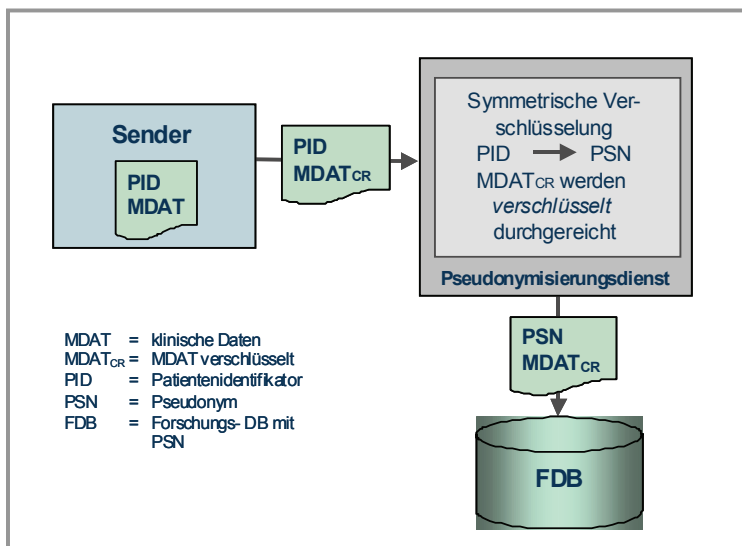 Sender
PID
MDAT
PID
MDATCR
Symmetrische Ver-
schlüsselung
PID PSN
MDATCR werden
verschlüsselt
durchgereicht
Pseudonymisierungsdienst
PSN
MDATCR
MDAT = klinische Daten
MDATCR = MDAT verschlüsselt
PID = Patientenidentifikator
PSN = Pseudonym
FDB = Forschungs- DB mit
PSN
FDB